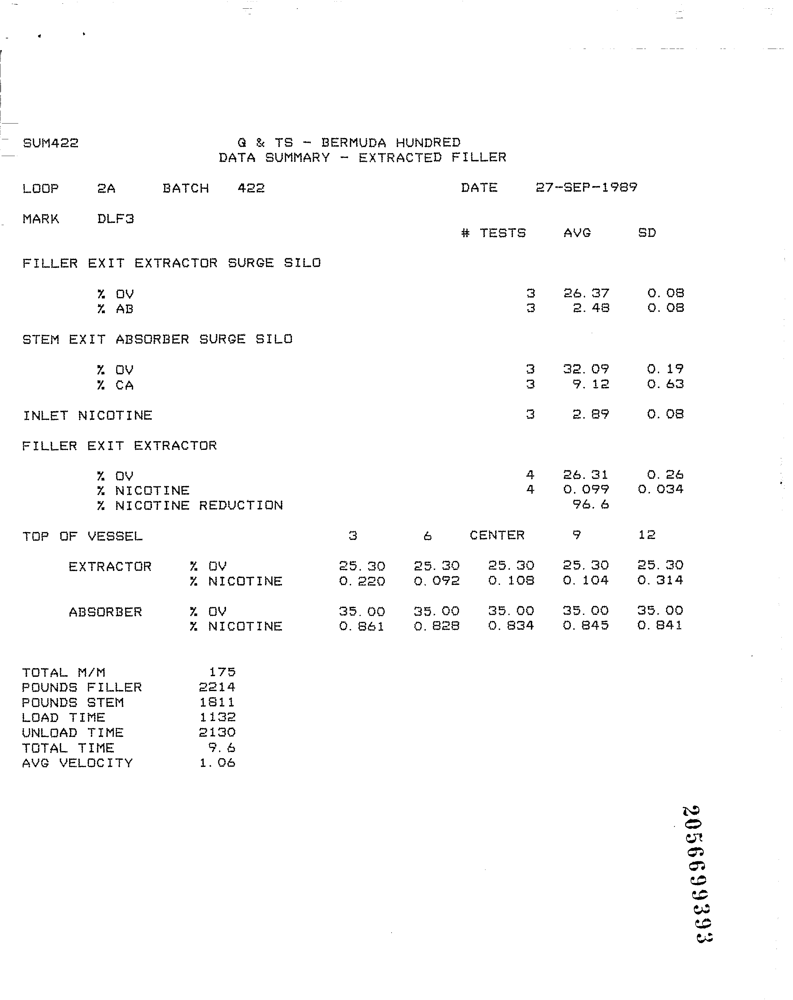 SUM422 G & TS - BERMUDA HUNDRED
DATA SUMMARY - EXTRACTED FILLER
LOOP 2A BATCH 422 DATE 27-SEP-1989
MARK DLF3
# TESTS AVG SD
FILLER EXIT EXTRACTOR SURGE SILO
% OV 3 26.37 0.08
% AB 3 2.48 0.08
STEM EXIT ABSORBER SURGE SILO
% OV 3 32.09 0.19
% CA 3 9.12 0.63
INLET NICOTINE 3 2.89 0.08
FILLER EXIT EXTRACTOR
% OV 4 26.31 0.26
% NICOTINE 4 0.099 0.034
% NICOTINE REDUCTION 96.6
TOP OF VESSEL 3 6 CENTER 9 12
EXTRACTOR % OV 25.30 25.30 25.30 25.30 25.30
% NICOTINE 0.220 0.092 0.108 0.104 0.314
ABSORBER % OV 35.00 35.00 35.00 35.00 35.00
% NICOTINE 0.861 0.828 0.834 0.845 0.841
TOTAL M/M 175
POUNDS FILLER 2214
POUNDS STEM 1811
LOAD TIME 1132
UNLOAD TIME 2130
TOTAL TIME 9.6
AVG VELOCITY 1.06
2056699393